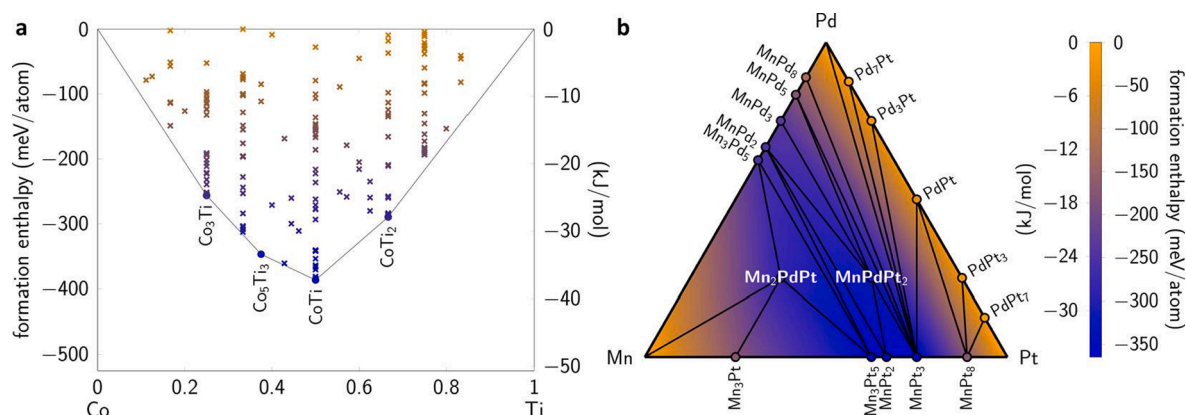 a
formation enthalpy (meV/atom)
0
−100
−200
−300
−400
−500
0
−10
−20
−30
−40
−50
(kJ/mol)
Co₃Ti
Co₅Ti₃
CoTi
CoTi₂
0
0.2
0.4
0.6
0.8
1
Co
Ti
b
Pd
MnPd₈
MnPd₅
MnPd₃
MnPd₂
Mn₃Pd₅
Pd₇Pt
Pd₃Pt
PdPt
PdPt₃
PdPt₇
Mn₂PdPt
MnPdPt₂
Mn
Pt
Mn₃Pt
Mn₃Pt₅
MnPt₂
MnPt₃
MnPt₈
(kJ/mol)
0
−6
−12
−18
−24
−30
0
−50
−100
−150
−200
−250
−300
−350
formation enthalpy (meV/atom)